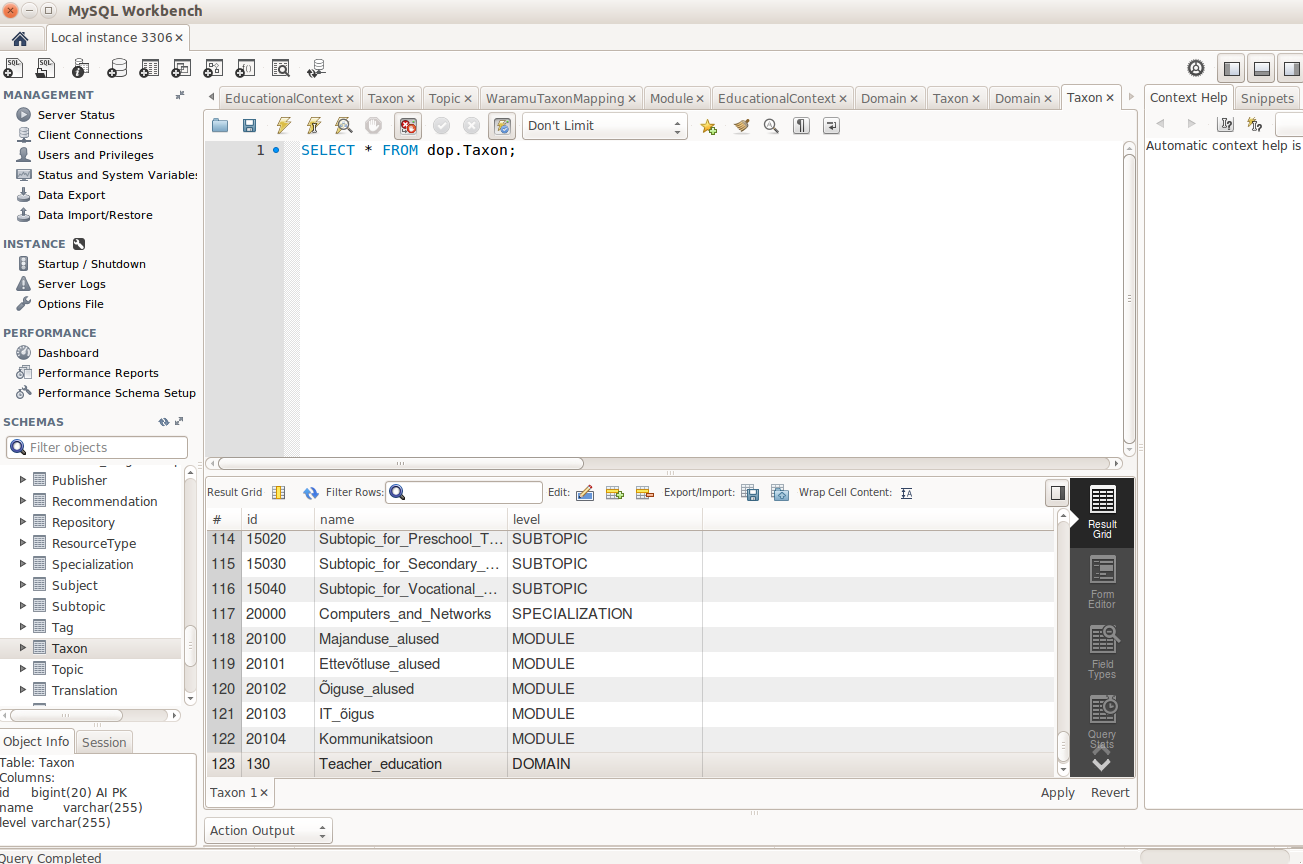 MySQL Workbench
Local instance 3306
MANAGEMENT
Server Status
Client Connections
Users and Privileges
Status and System Variables
Data Export
Data Import/Restore
INSTANCE
Startup / Shutdown
Server Logs
Options File
PERFORMANCE
Dashboard
Performance Reports
Performance Schema Setup
SCHEMAS
Filter objects
Publisher
Recommendation
Repository
ResourceType
Specialization
Subject
Subtopic
Tag
Taxon
Topic
Translation
Object Info Session
Table: Taxon
Columns:
id bigint(20) AI PK
name varchar(255)
level varchar(255)
Query Completed
EducationalContext Taxon Topic WaramuTaxonMapping Module EducationalContext Domain Taxon Domain Taxon
Don't Limit
1 SELECT * FROM dop.Taxon;
Result Grid Filter Rows: Edit: Export/Import: Wrap Cell Content:
# id name level
114 15020 Subtopic_for_Preschool_T... SUBTOPIC
115 15030 Subtopic_for_Secondary_... SUBTOPIC
116 15040 Subtopic_for_Vocational_... SUBTOPIC
117 20000 Computers_and_Networks SPECIALIZATION
118 20100 Majanduse_alused MODULE
119 20101 Ettevõtluse_alused MODULE
120 20102 Õiguse_alused MODULE
121 20103 IT_õigus MODULE
122 20104 Kommunikatsioon MODULE
123 130 Teacher_education DOMAIN
Result
Grid
Form
Editor
Field
Types
Query
Stats
Taxon 1 Apply Revert
Action Output
Context Help Snippets
Automatic context help is